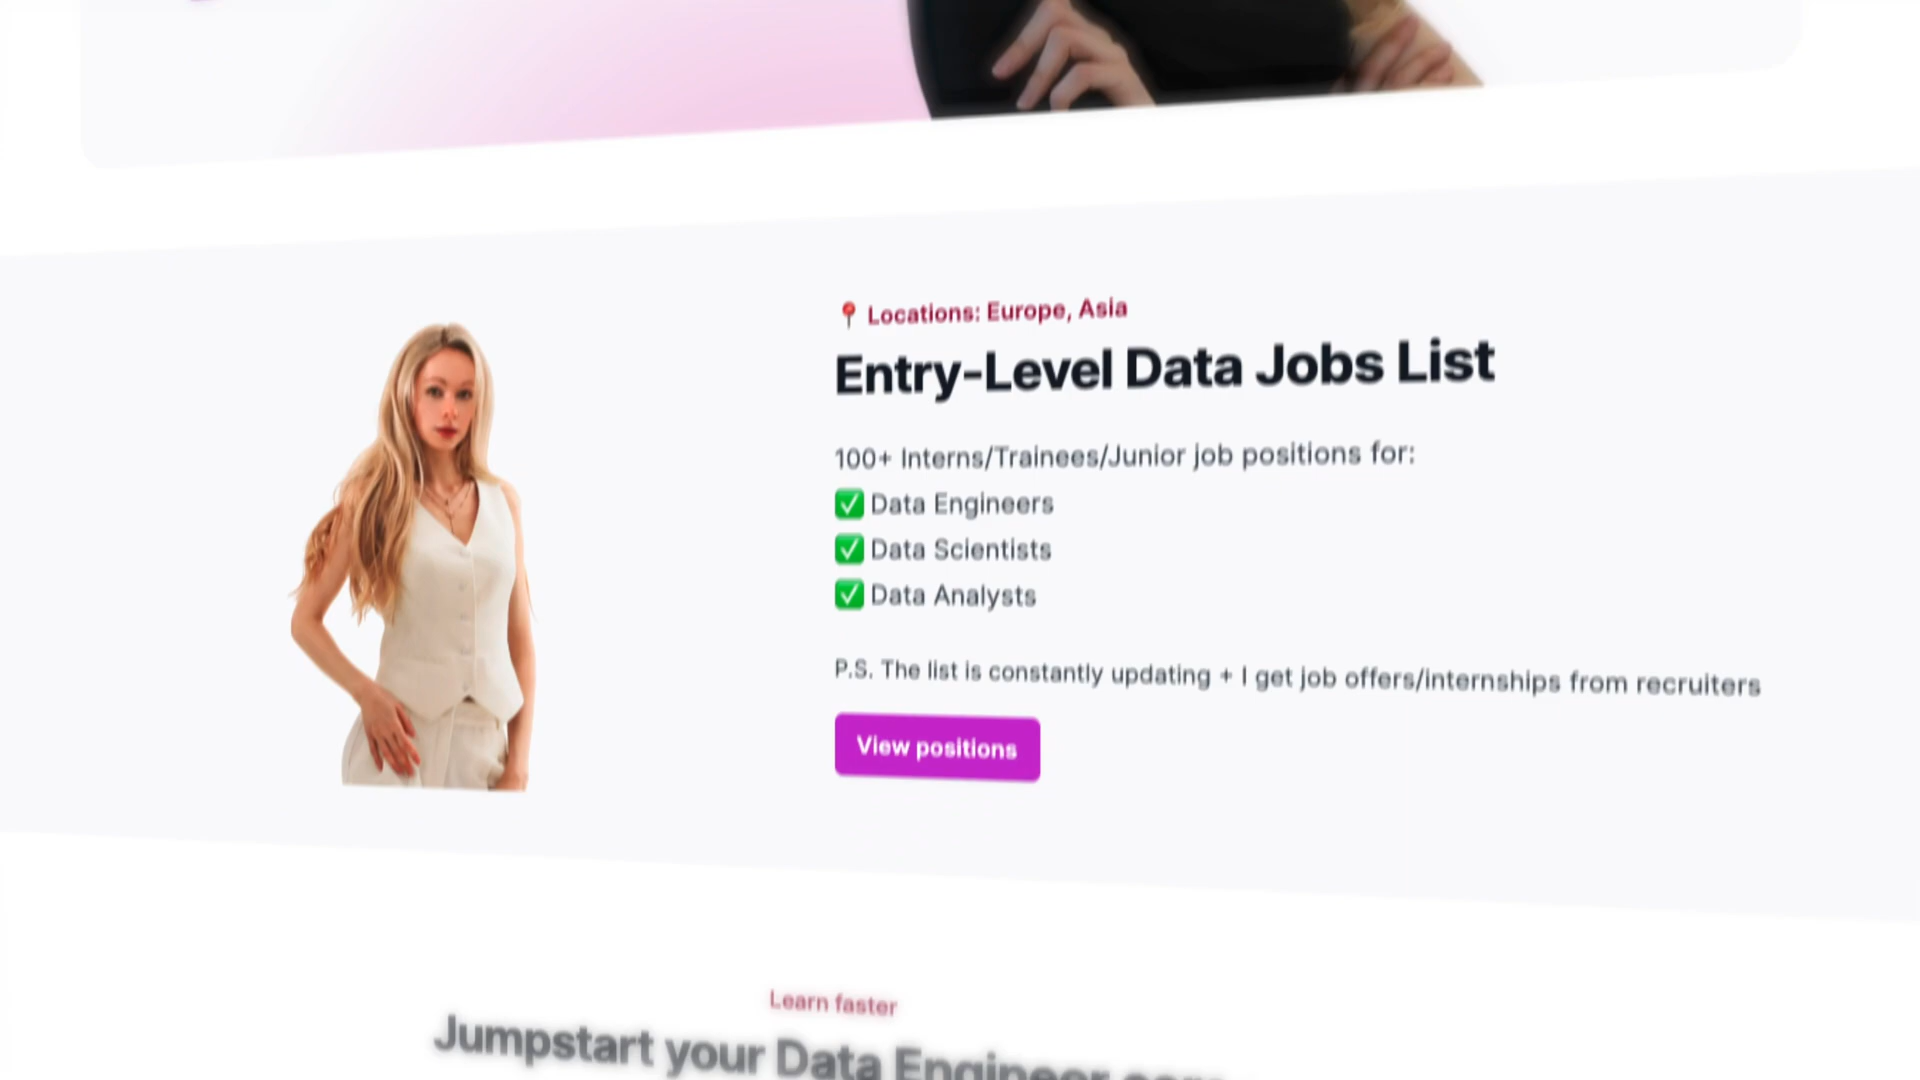 📍 Locations: Europe, Asia
Entry-Level Data Jobs List
100+ Interns/Trainees/Junior job positions for:
✅ Data Engineers
✅ Data Scientists
✅ Data Analysts
P.S. The list is constantly updating + I get job offers/internships from recruiters
View positions
Learn faster
Jumpstart your Data Engineer